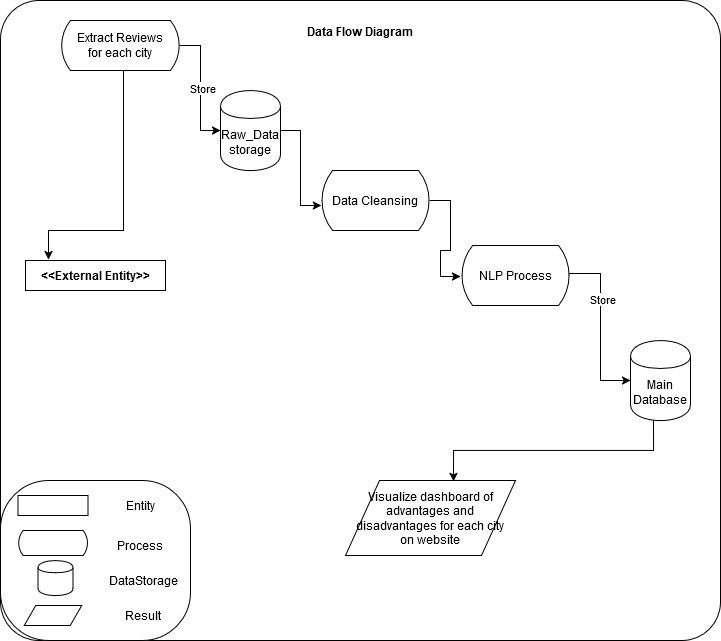 Data Flow Diagram
Extract Reviews
for each city
Store
Raw_Data
storage
Data Cleansing
<<External Entity>>
NLP Process
Store
Main
Database
Visualize dashboard of
advantages and
disadvantages for each city
on website
Entity
Process
DataStorage
Result